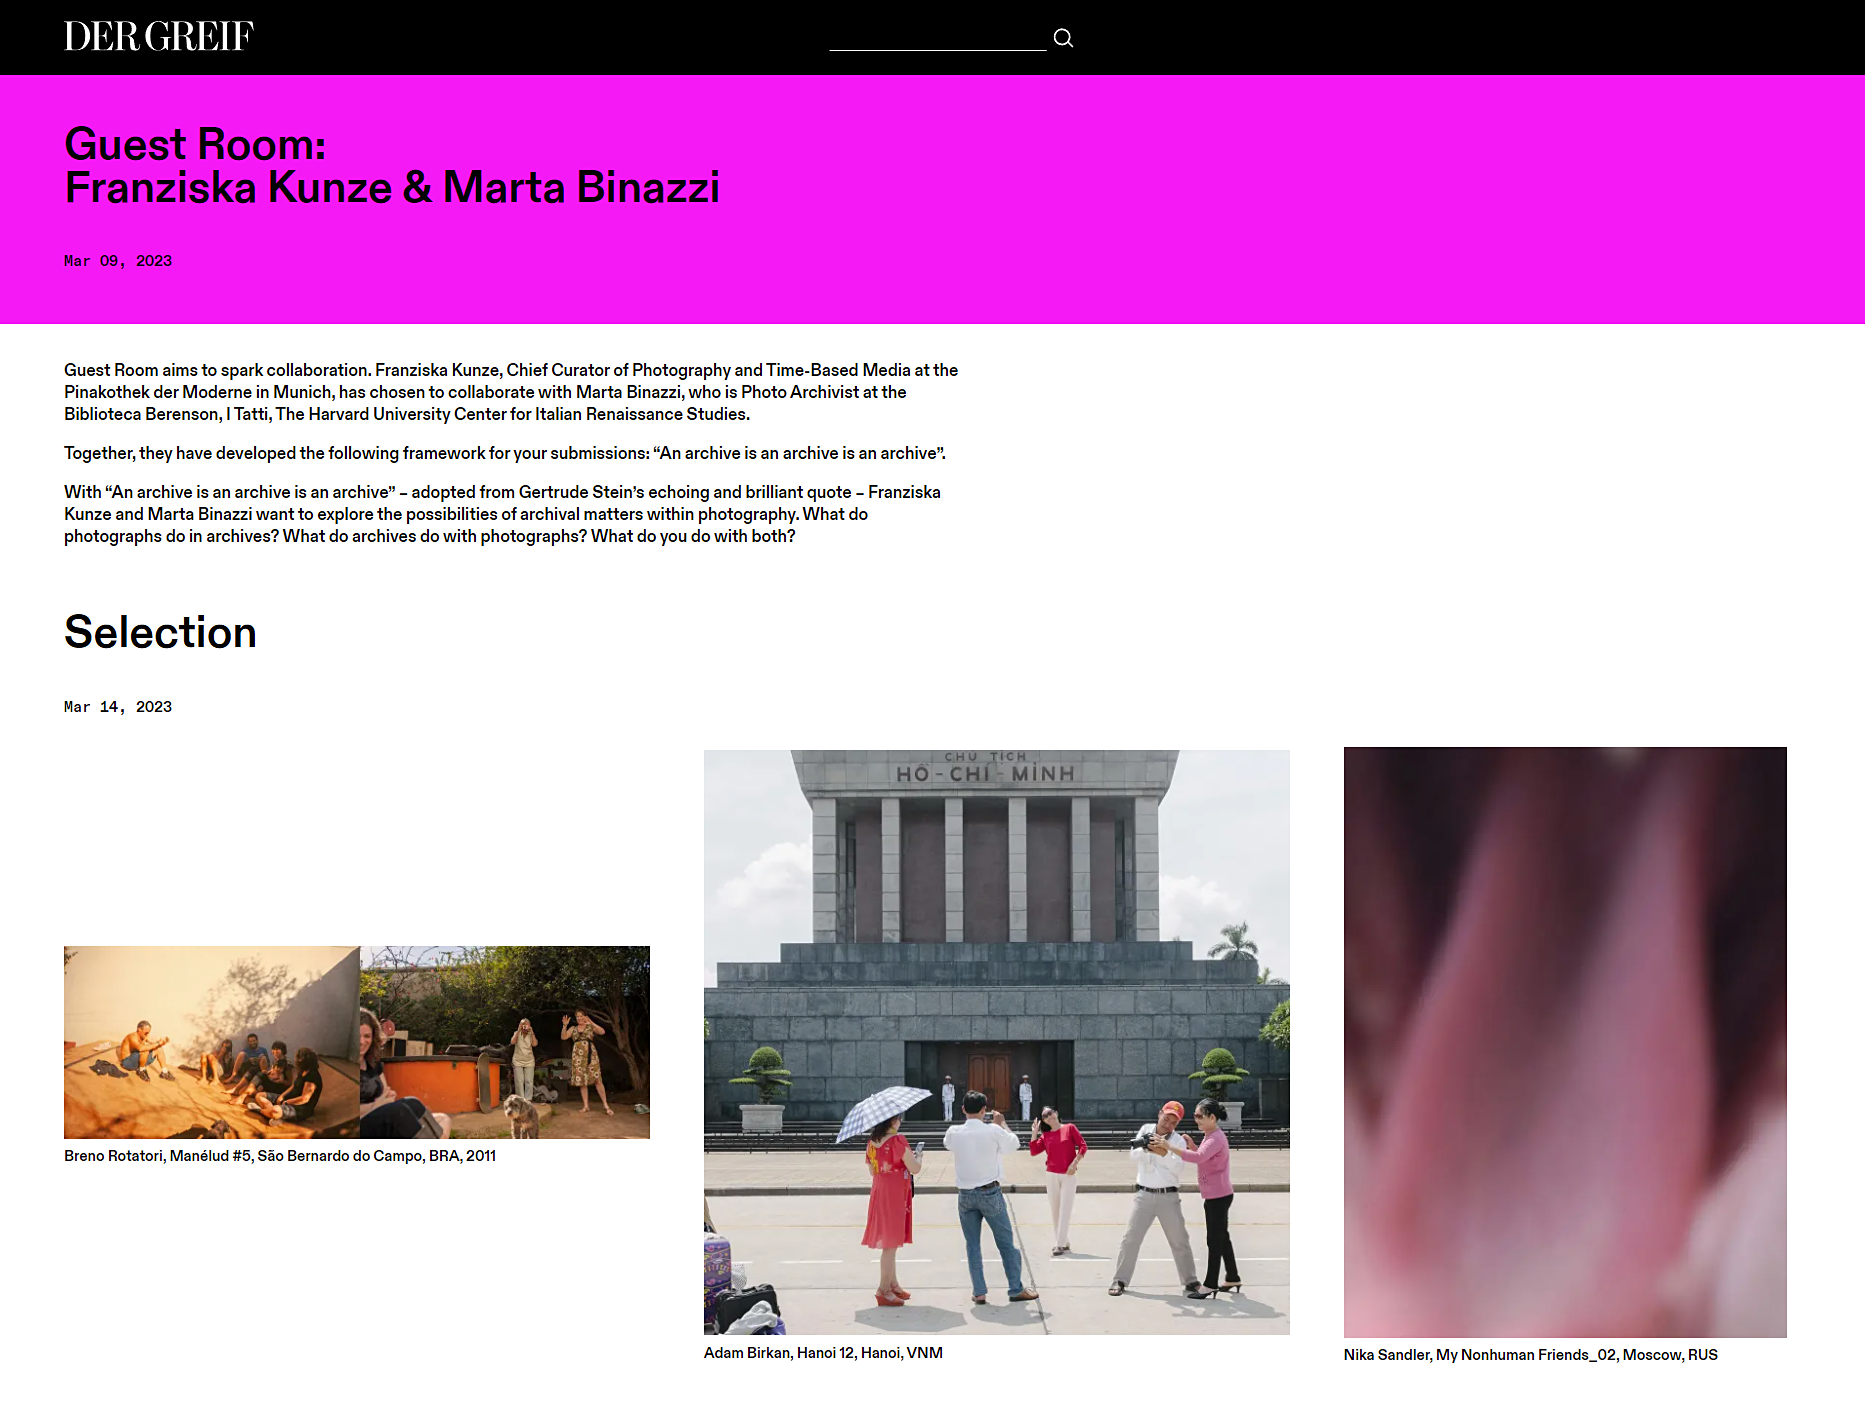 DER GREIF
Guest Room:
Franziska Kunze & Marta Binazzi
Mar 09, 2023
Guest Room aims to spark collaboration. Franziska Kunze, Chief Curator of Photography and Time-Based Media at the
Pinakothek der Moderne in Munich, has chosen to collaborate with Marta Binazzi, who is Photo Archivist at the
Biblioteca Berenson, I Tatti, The Harvard University Center for Italian Renaissance Studies.
Together, they have developed the following framework for your submissions: “An archive is an archive is an archive”.
With “An archive is an archive is an archive” – adopted from Gertrude Stein’s echoing and brilliant quote – Franziska
Kunze and Marta Binazzi want to explore the possibilities of archival matters within photography. What do
photographs do in archives? What do archives do with photographs? What do you do with both?
Selection
Mar 14, 2023
CHỦ TỊCH
HỒ-CHÍ-MINH
Breno Rotatori, Manélud #5, São Bernardo do Campo, BRA, 2011
Adam Birkan, Hanoi 12, Hanoi, VNM
Nika Sandler, My Nonhuman Friends_02, Moscow, RUS